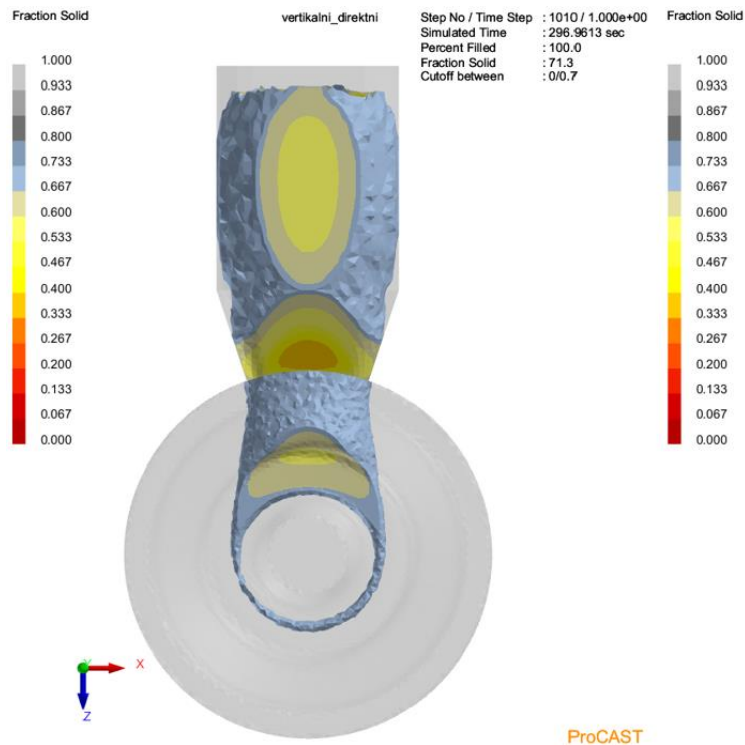 Fraction Solid
vertikalni_direktni
Step No / Time Step : 1010 / 1.000e+00
Simulated Time : 296.9613 sec
Percent Filled : 100.0
Fraction Solid : 71.3
Cutoff between : 0/0.7
Fraction Solid
1.000
0.933
0.867
0.800
0.733
0.667
0.600
0.533
0.467
0.400
0.333
0.267
0.200
0.133
0.067
0.000
1.000
0.933
0.867
0.800
0.733
0.667
0.600
0.533
0.467
0.400
0.333
0.267
0.200
0.133
0.067
0.000
Y
X
Z
ProCAST